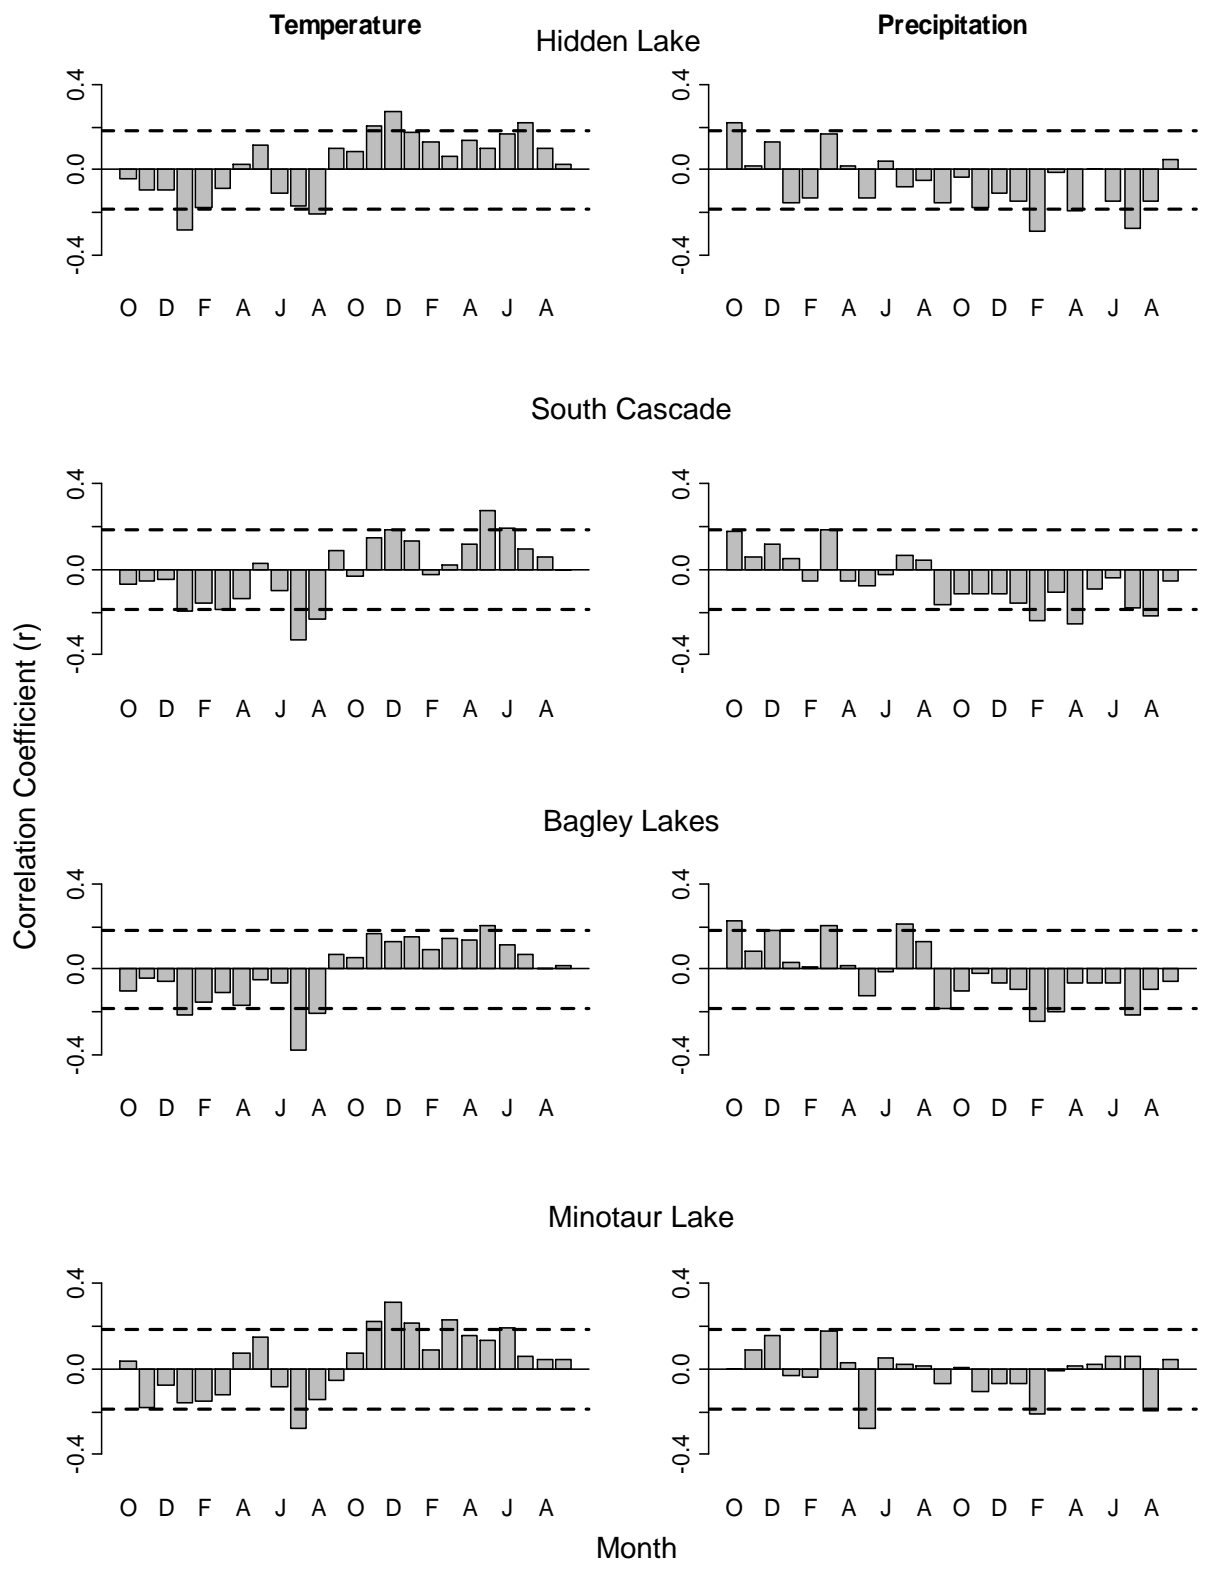 Temperature Precipitation
Hidden Lake
0.4 0.0 -0.4
O D F A J A O D F A J A
0.4 0.0 -0.4
O D F A J A O D F A J A
South Cascade
0.4 0.0 -0.4
O D F A J A O D F A J A
0.4 0.0 -0.4
O D F A J A O D F A J A
Correlation Coefficient (r)
Bagley Lakes
0.4 0.0 -0.4
O D F A J A O D F A J A
0.4 0.0 -0.4
O D F A J A O D F A J A
Minotaur Lake
0.4 0.0 -0.4
O D F A J A O D F A J A
0.4 0.0 -0.4
O D F A J A O D F A J A
Month